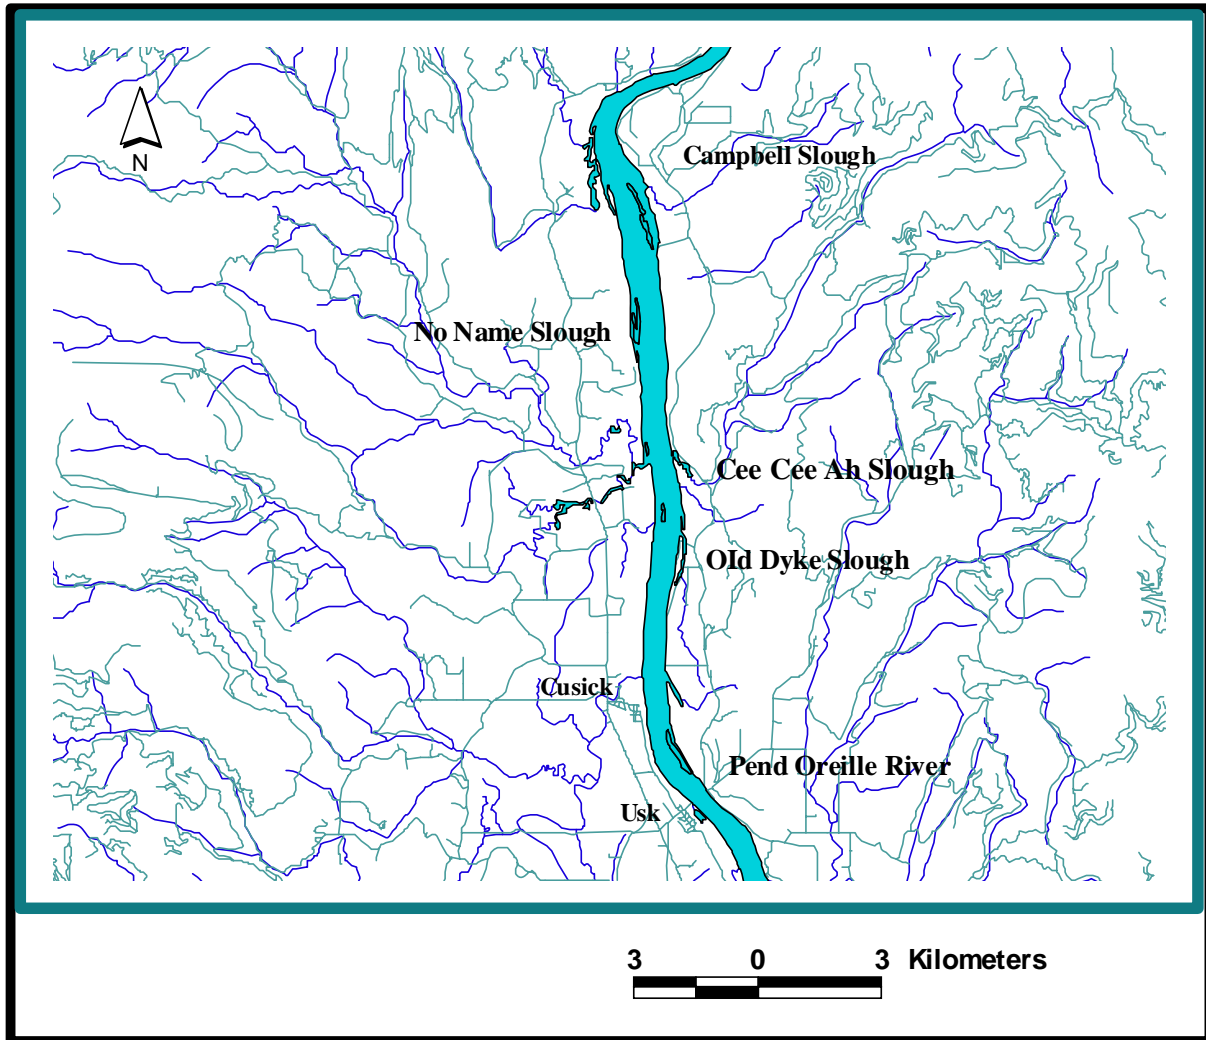 N
Campbell Slough
No Name Slough
Cee Cee Ah Slough
OId Dyke Slough
Cusick
Pend Oreille River
Usk
3 0 3 Kilometers